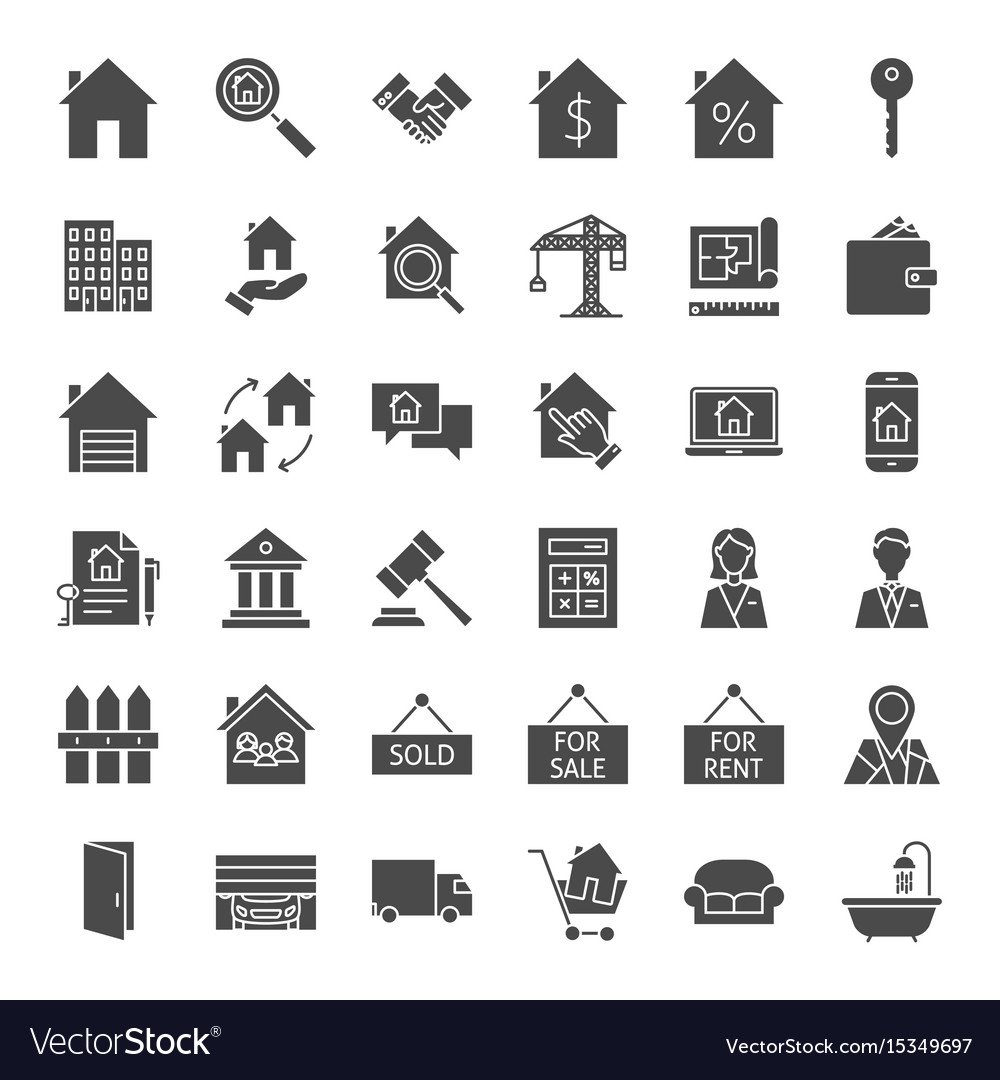 $
%
+ %
× =
SOLD
FOR
SALE
FOR
RENT
VectorStock®
VectorStock.com/15349697